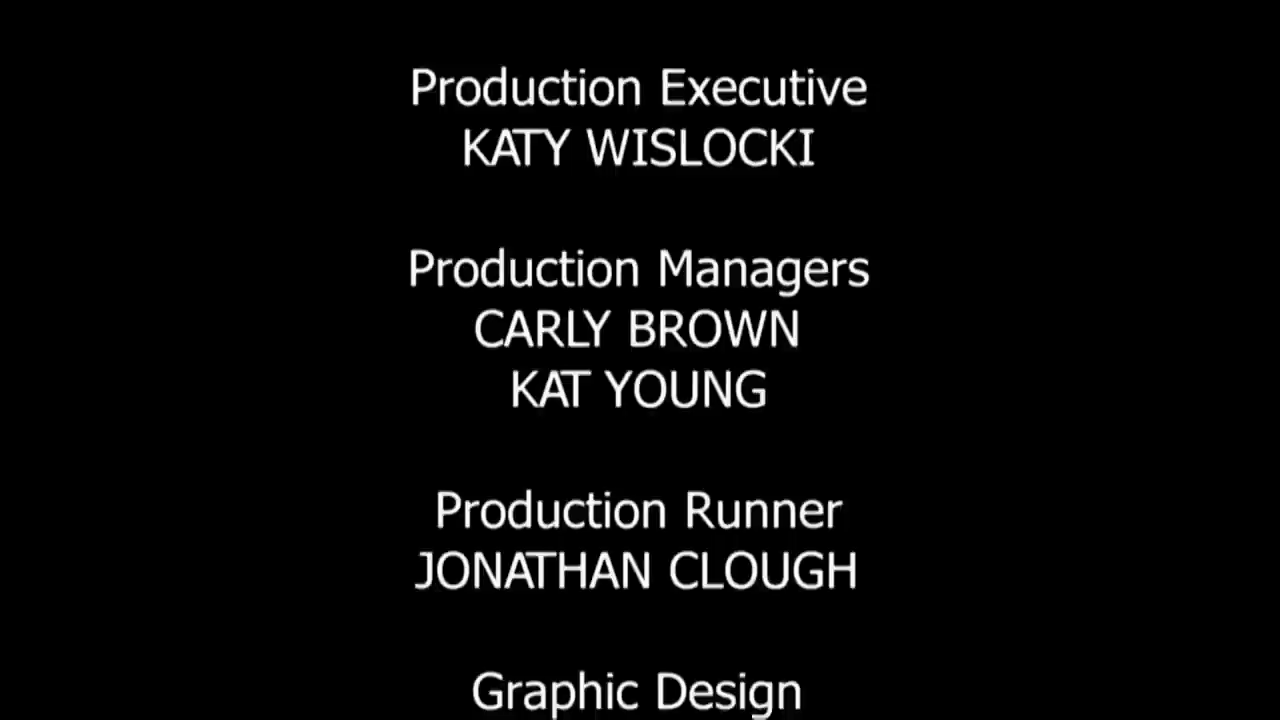 Production Executive
KATY WISLOCKI
Production Managers
CARLY BROWN
KAT YOUNG
Production Runner
JONATHAN CLOUGH
Graphic Design